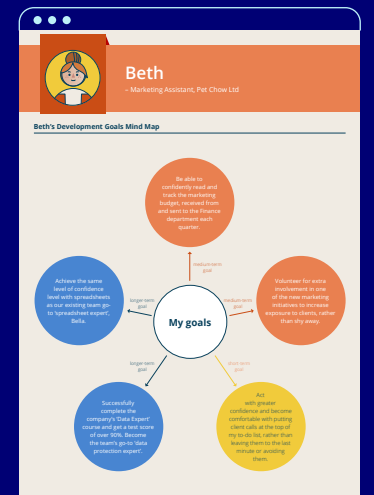 Beth
– Marketing Assistant, Pet Chow Ltd
Beth's Development Goals Mind Map
Be able to
confidently read and
track the marketing
budget, received from
and sent to the Finance
department each
quarter.
medium-term
goal
Achieve the same
level of confidence
level with spreadsheets
as our existing team go-
to 'spreadsheet expert',
Bella.
longer-term
goal
My goals
medium-term
goal
Volunteer for extra
involvement in one
of the new marketing
initiatives to increase
exposure to clients, rather
than shy away.
longer-term
goal
short-term
goal
Successfully
complete the
company's 'Data Expert'
course and get a test score
of over 90%. Become
the team's go-to 'data
protection expert'.
Act
with greater
confidence and become
comfortable with putting
client calls at the top of
my to-do list, rather than
leaving them to the last
minute or avoiding
them.